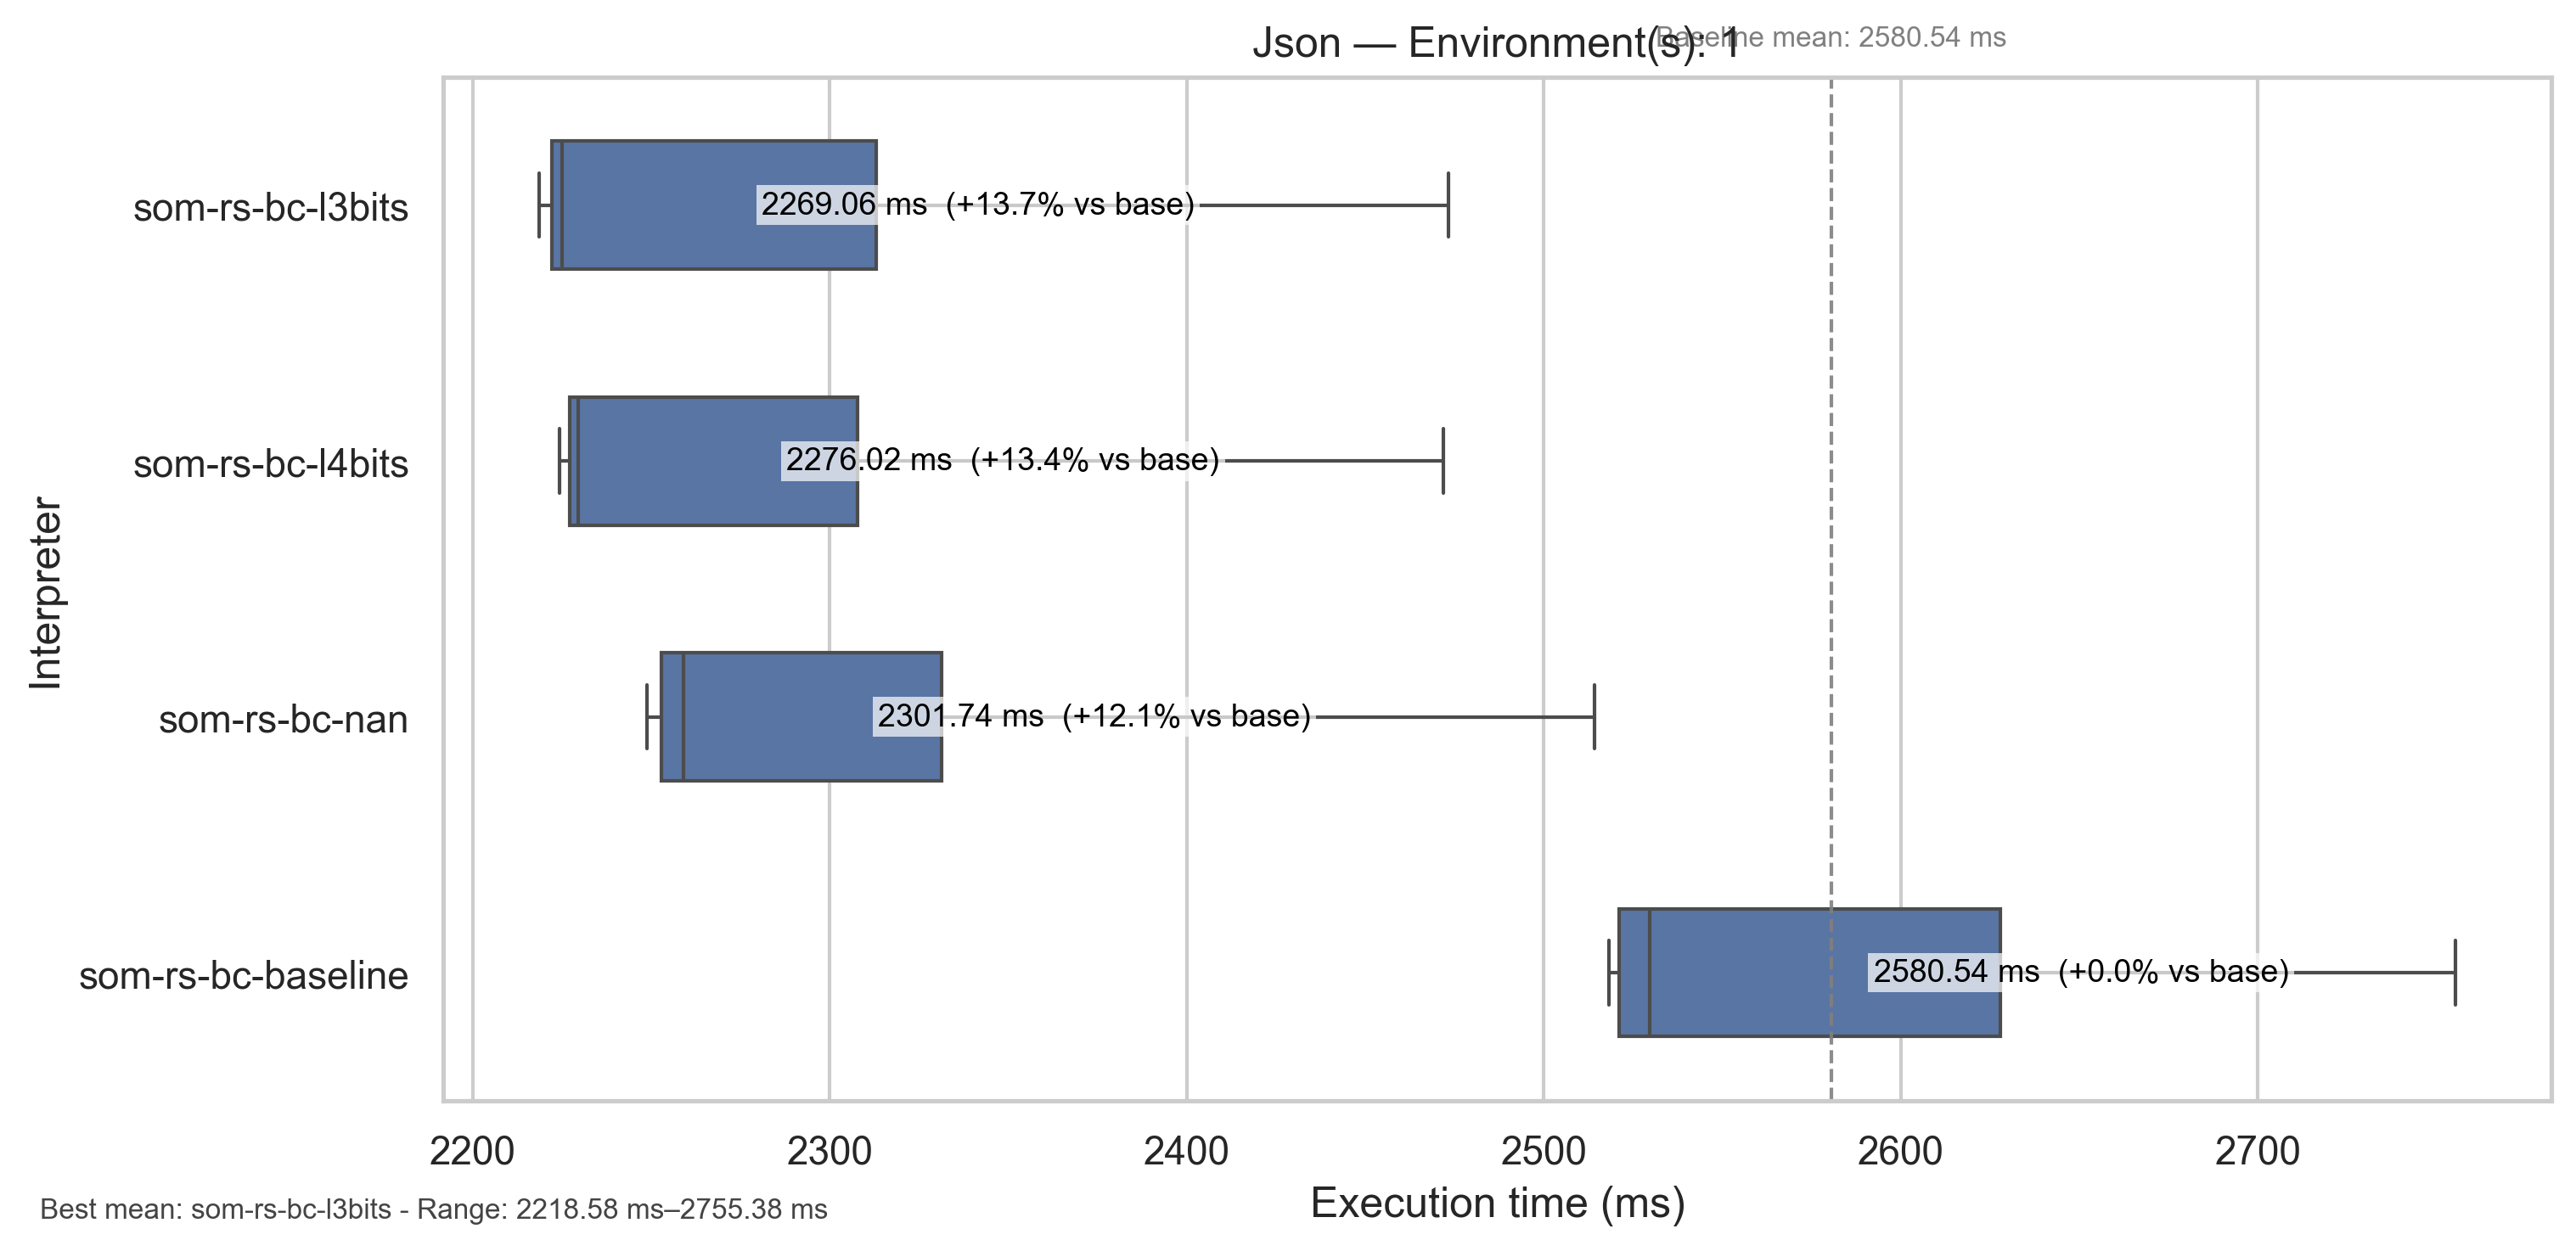 Json — Environment(s): 1
Baseline mean: 2580.54 ms
som-rs-bc-l3bits
2269.06 ms (+13.7% vs base)
som-rs-bc-l4bits
2276.02 ms (+13.4% vs base)
som-rs-bc-nan
2301.74 ms (+12.1% vs base)
som-rs-bc-baseline
2580.54 ms (+0.0% vs base)
Interpreter
2200 2300 2400 2500 2600 2700
Execution time (ms)
Best mean: som-rs-bc-l3bits - Range: 2218.58 ms–2755.38 ms